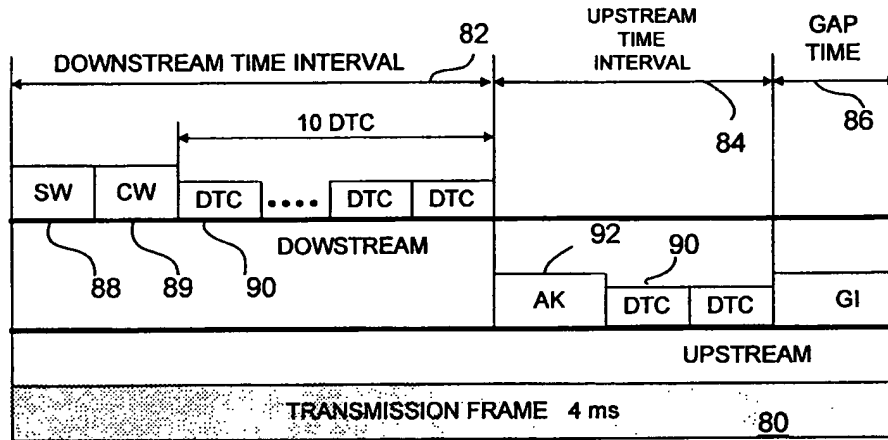 UPSTREAM
TIME
INTERVAL
GAP
TIME
DOWNSTREAM TIME INTERVAL
82
84
86
10 DTC
SW
CW
DTC
....
DTC
DTC
DOWSTREAM
88
89
90
92
90
AK
DTC
DTC
GI
UPSTREAM
TRANSMISSION FRAME 4 ms
80